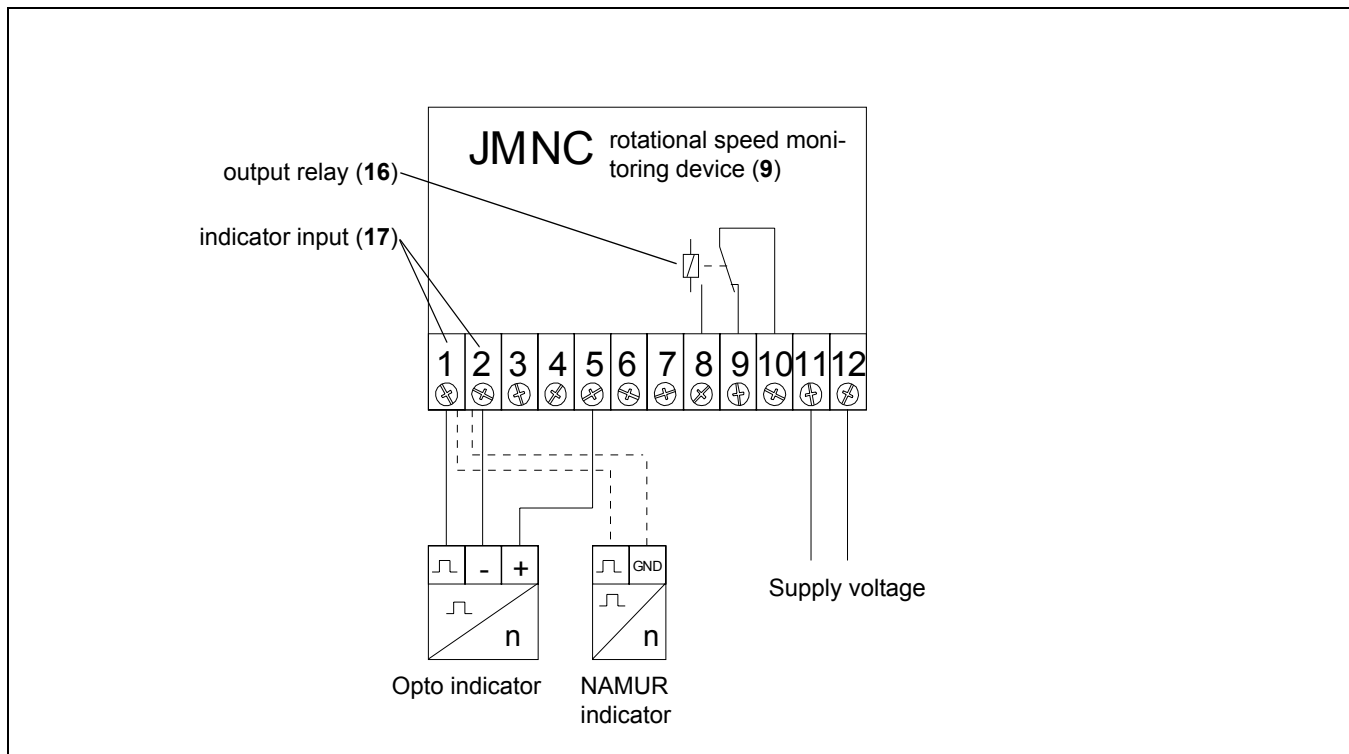 JMNC rotational speed moni-
toring device (9)
output relay (16)
indicator input (17)
1 2 3 4 5 6 7 8 9 10 11 12
- + GND
n n
Supply voltage
Opto indicator
NAMUR
indicator